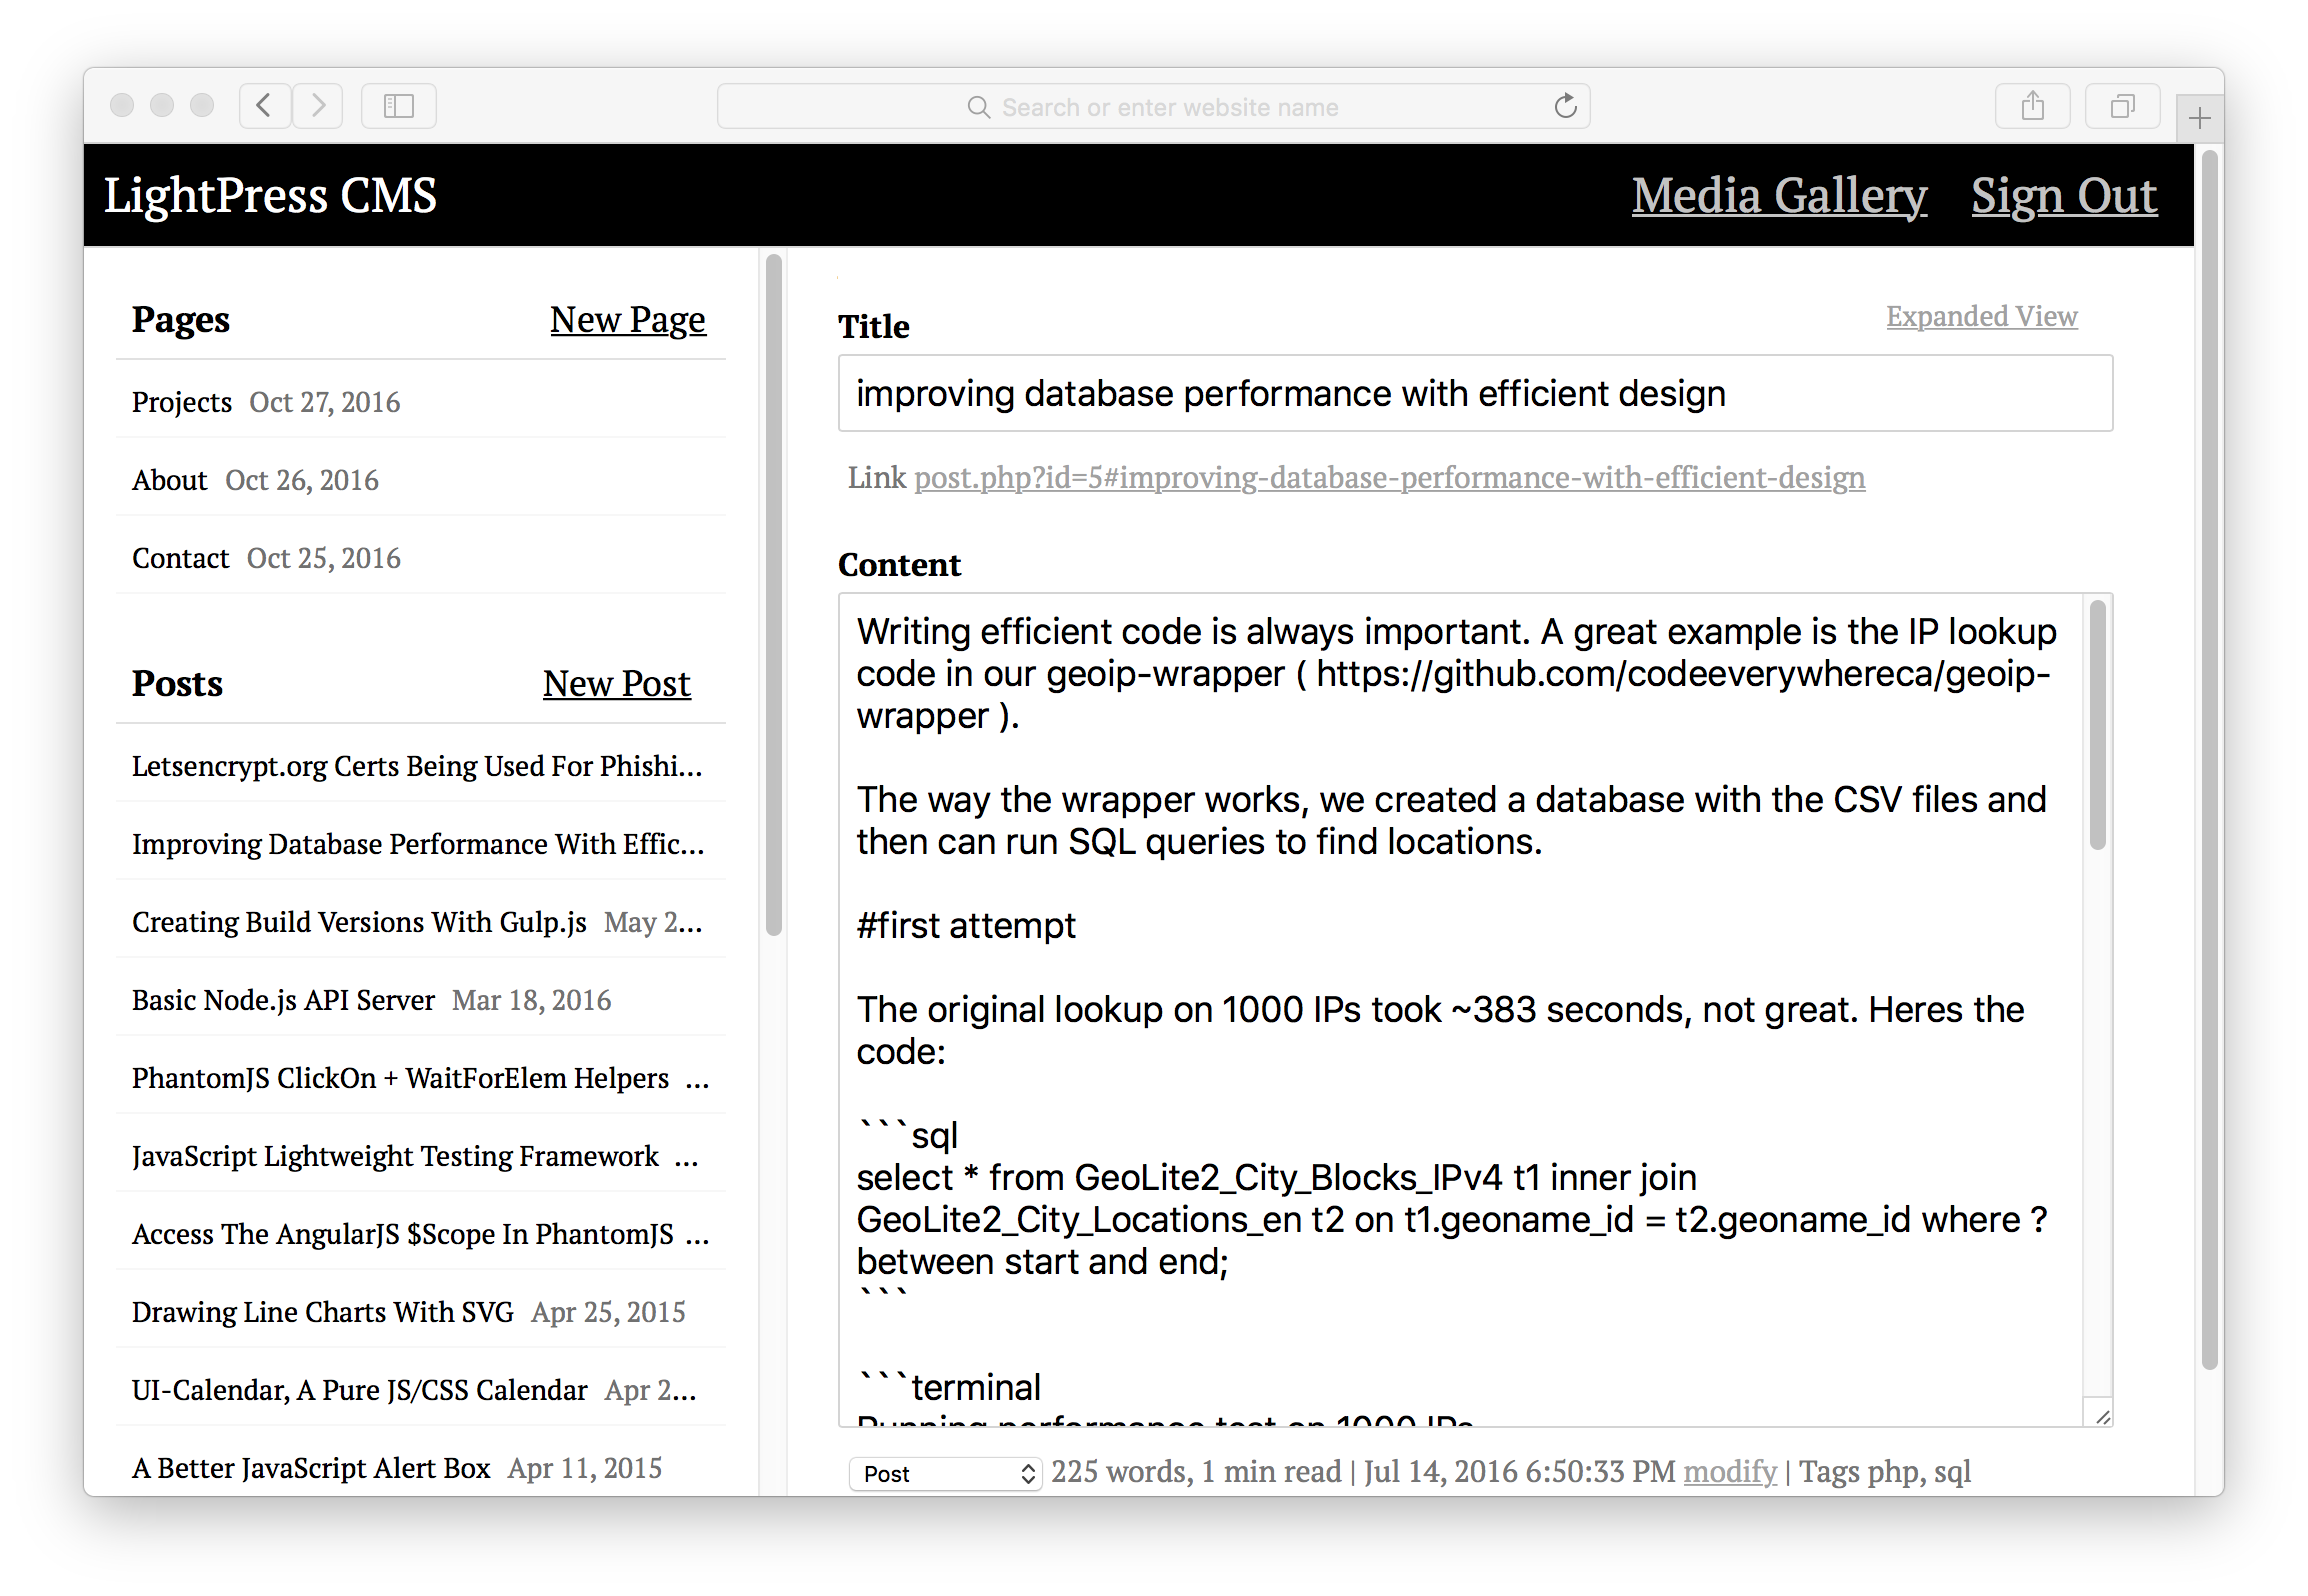 Search or enter website name
LightPress CMS
Media Gallery Sign Out
Pages New Page
Projects Oct 27, 2016
About Oct 26, 2016
Contact Oct 25, 2016
Posts New Post
Letsencrypt.org Certs Being Used For Phishi...
Improving Database Performance With Effic...
Creating Build Versions With Gulp.js May 2...
Basic Node.js API Server Mar 18, 2016
PhantomJS ClickOn + WaitForElem Helpers ...
JavaScript Lightweight Testing Framework ...
Access The AngularJS $Scope In PhantomJS ...
Drawing Line Charts With SVG Apr 25, 2015
UI-Calendar, A Pure JS/CSS Calendar Apr 2...
A Better JavaScript Alert Box Apr 11, 2015
Title Expanded View
improving database performance with efficient design
Link post.php?id=5#improving-database-performance-with-efficient-design
Content
Writing efficient code is always important. A great example is the IP lookup
code in our geoip-wrapper ( https://github.com/codeeverywhereca/geoip-
wrapper ).
The way the wrapper works, we created a database with the CSV files and
then can run SQL queries to find locations.
#first attempt
The original lookup on 1000 IPs took ~383 seconds, not great. Heres the
code:
```sql
select * from GeoLite2_City_Blocks_IPv4 t1 inner join
GeoLite2_City_Locations_en t2 on t1.geoname_id = t2.geoname_id where ?
between start and end;
```
```terminal
Running performance test on 1000 IPs
Post 225 words, 1 min read | Jul 14, 2016 6:50:33 PM modify | Tags php, sql